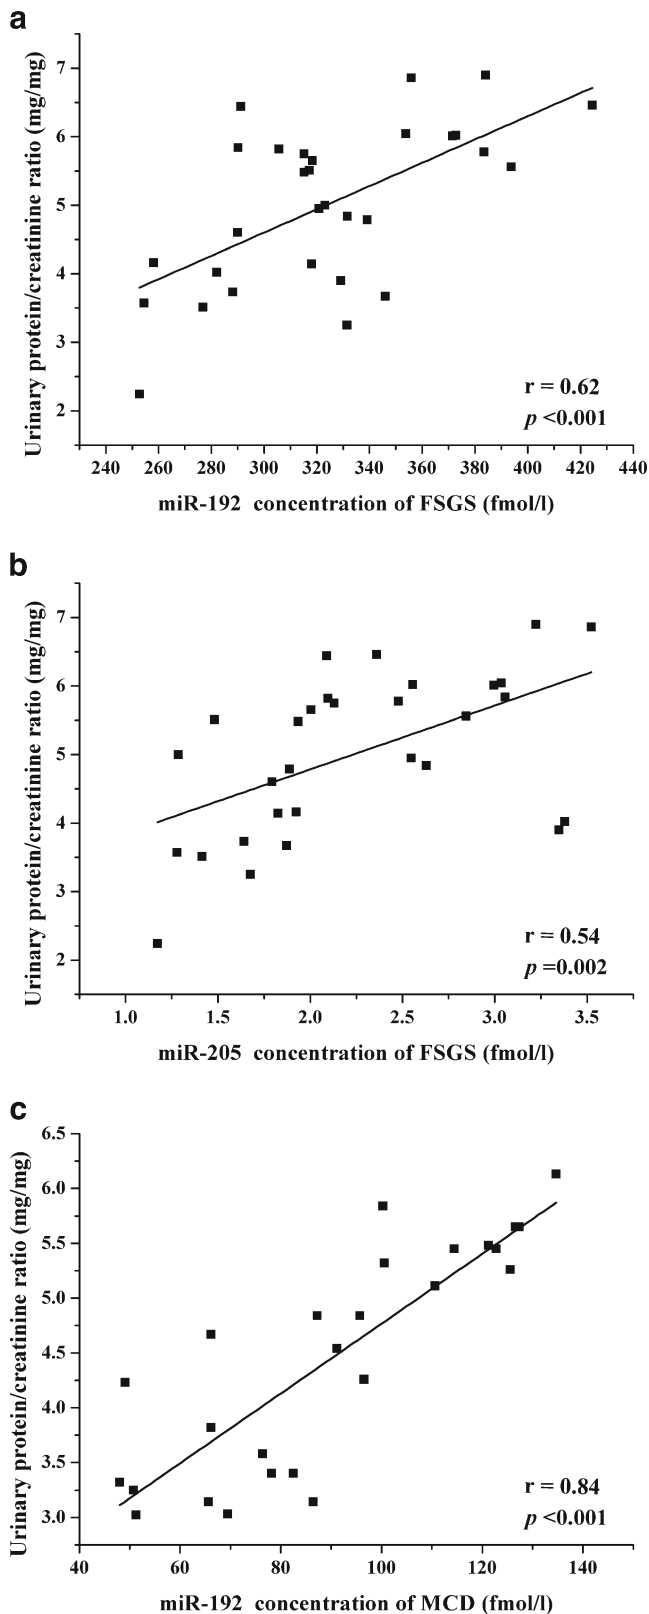 a
Urinary protein/creatinine ratio (mg/mg)
7
6
5
4
3
2
r = 0.62
p <0.001
240 260 280 300 320 340 360 380 400 420 440
miR-192 concentration of FSGS (fmol/l)
b
Urinary protein/creatinine ratio (mg/mg)
7
6
5
4
3
2
r = 0.54
p =0.002
1.0 1.5 2.0 2.5 3.0 3.5
miR-205 concentration of FSGS (fmol/l)
c
Urinary protein/creatinine ratio (mg/mg)
6.5
6.0
5.5
5.0
4.5
4.0
3.5
3.0
r = 0.84
p <0.001
40 60 80 100 120 140
miR-192 concentration of MCD (fmol/l)